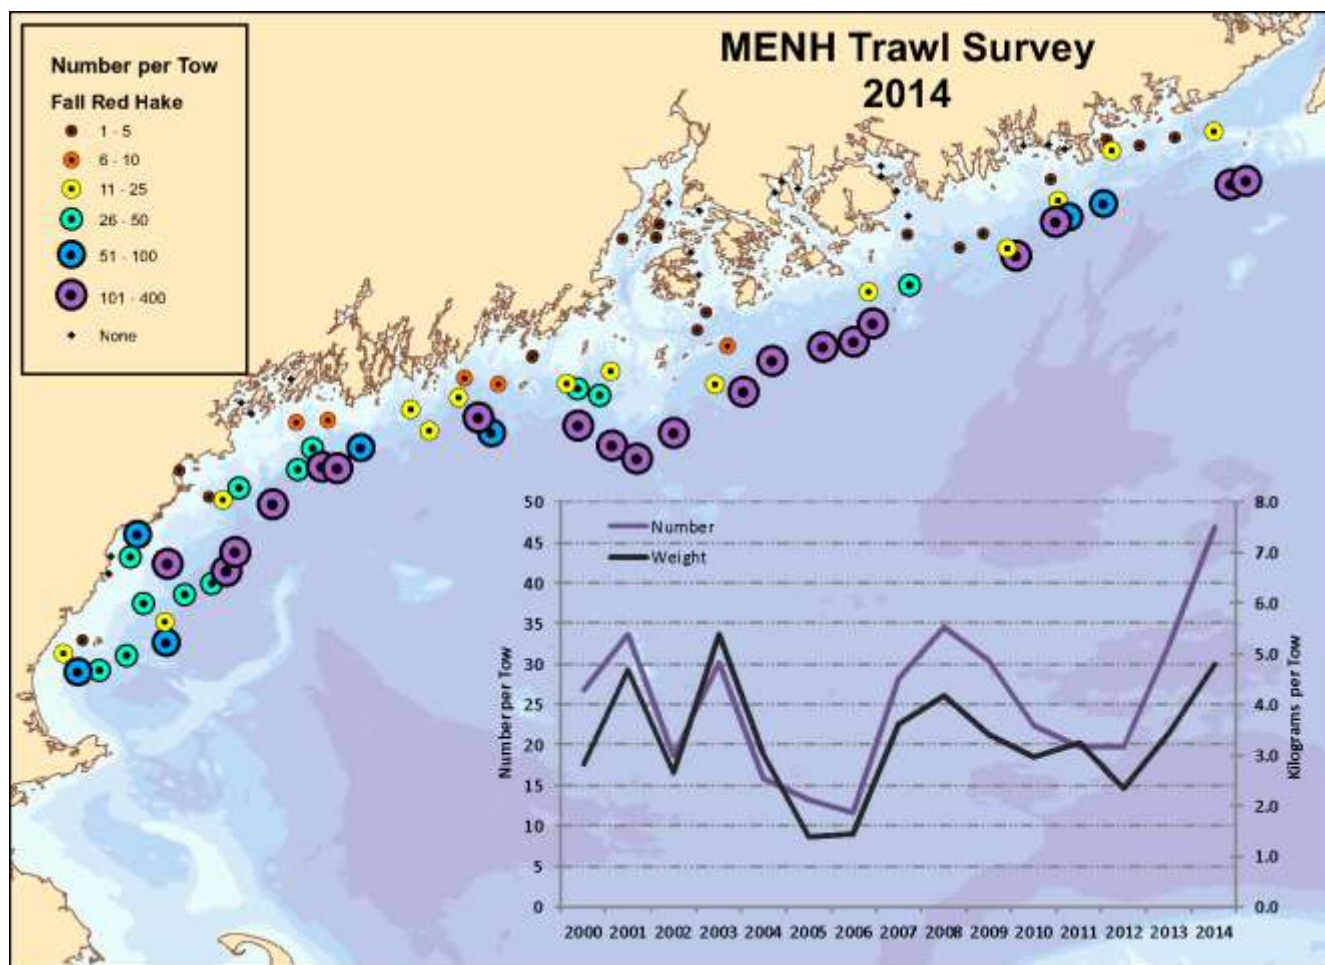 MENH Trawl Survey
2014
Number per Tow
Fall Red Hake
1 - 5
6 - 10
11 - 25
26 - 50
51 - 100
101 - 400
None
Number
Weight
50
45
40
35
30
25
20
15
10
5
0
Number per Tow
8.0
7.0
6.0
5.0
4.0
3.0
2.0
1.0
0.0
Kilograms per Tow
2000 2001 2002 2003 2004 2005 2006 2007 2008 2009 2010 2011 2012 2013 2014